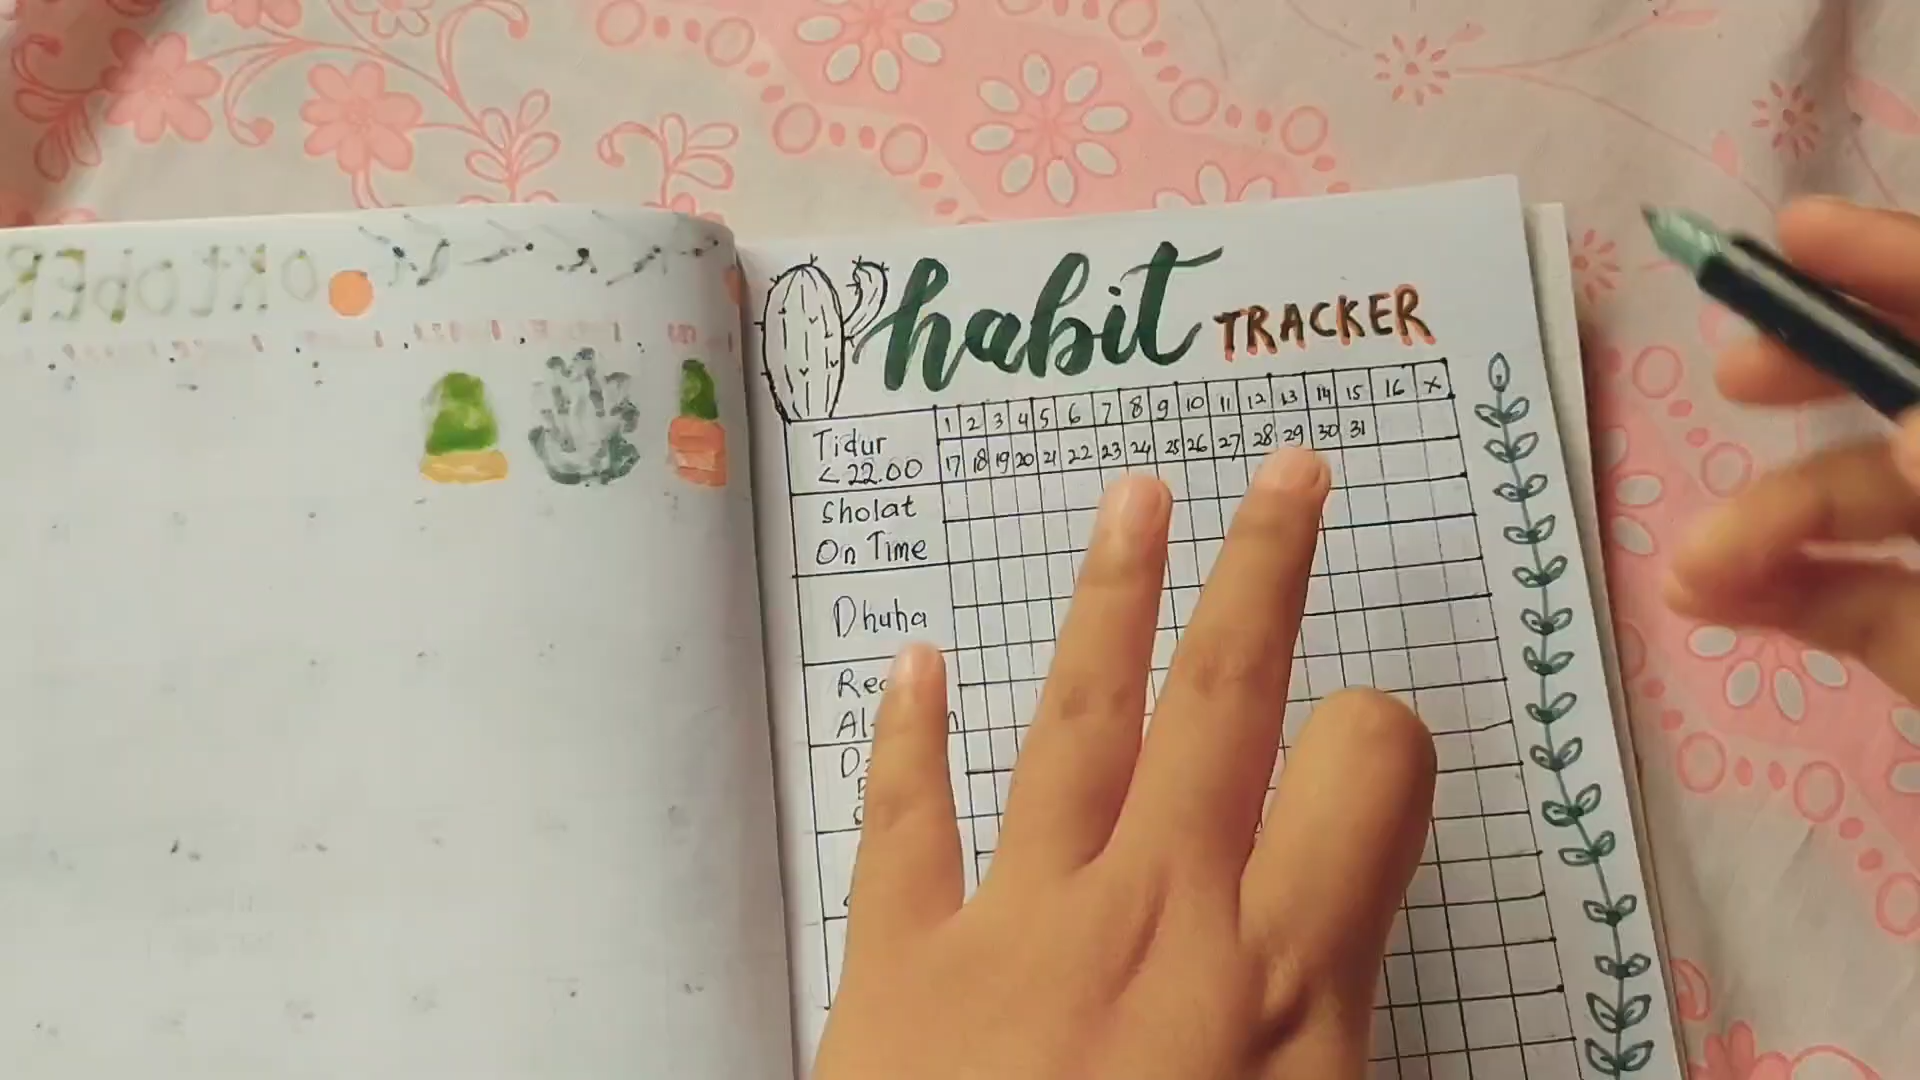 OKTOBER
habit TRACKER
1 2 3 4 5 6 7 8 9 10 11 12 13 14 15 16 X
Tidur
< 22.00
17 18 19 20 21 22 23 24 25 26 27 28 29 30 31
Sholat
On Time
Dhuha